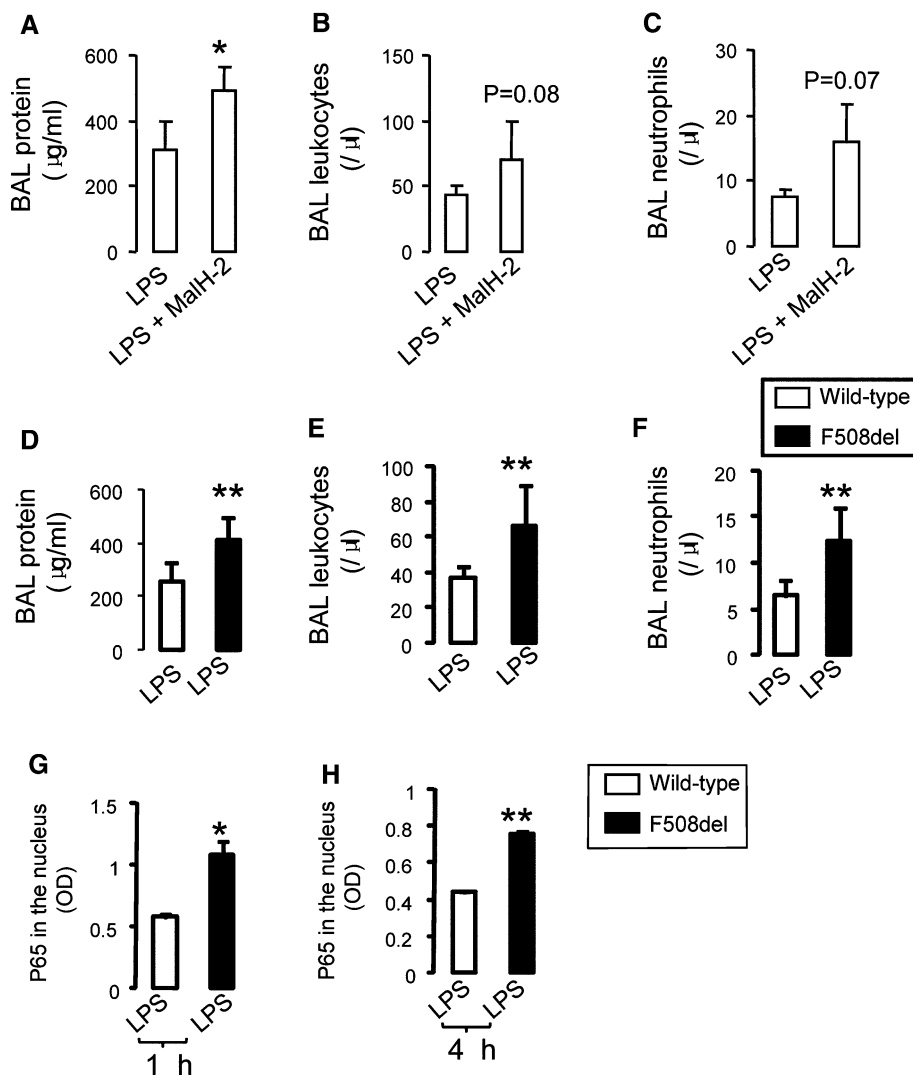 A
BAL protein
(μg/ml)
600
400
200
0
*
LPS
LPS + MalH-2
B
BAL leukocytes
(/μl)
150
100
50
0
P=0.08
LPS
LPS + MalH-2
C
BAL neutrophils
(/μl)
30
20
10
0
P=0.07
LPS
LPS + MalH-2
Wild-type
F508del
D
BAL protein
(μg/ml)
600
400
200
0
**
LPS
LPS
E
BAL leukocytes
(/μl)
100
80
60
40
20
0
**
LPS
LPS
F
BAL neutrophils
(/μl)
20
15
10
5
0
**
LPS
LPS
G
P65 in the nucleus
(OD)
1.5
1
0.5
0
*
LPS
LPS
1 h
H
P65 in the nucleus
(OD)
1
0.8
0.6
0.4
0.2
0
**
LPS
LPS
4 h
Wild-type
F508del